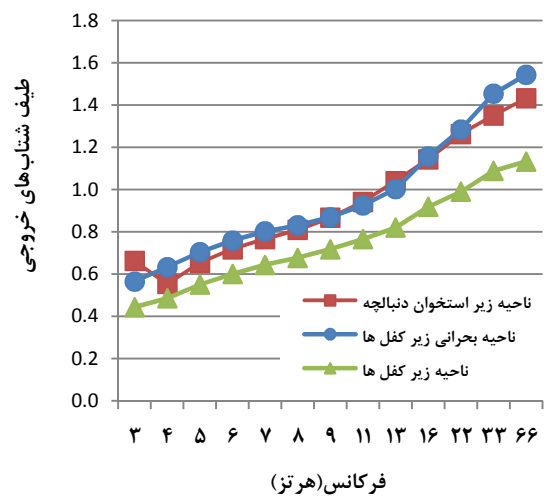 طیف شتاب‌های خروجی
1.8
1.6
1.4
1.2
1.0
0.8
0.6
0.4
0.2
0.0
ناحیه زیر استخوان دنبالچه
ناحیه بحرانی زیر کفل ها
ناحیه زیر کفل ها
۳ ۴ ۵ ۶ ۷ ۸ ۹ ۱۱ ۱۳ ۱۶ ۲۲ ۳۳ ۶۶
فرکانس(هرتز)